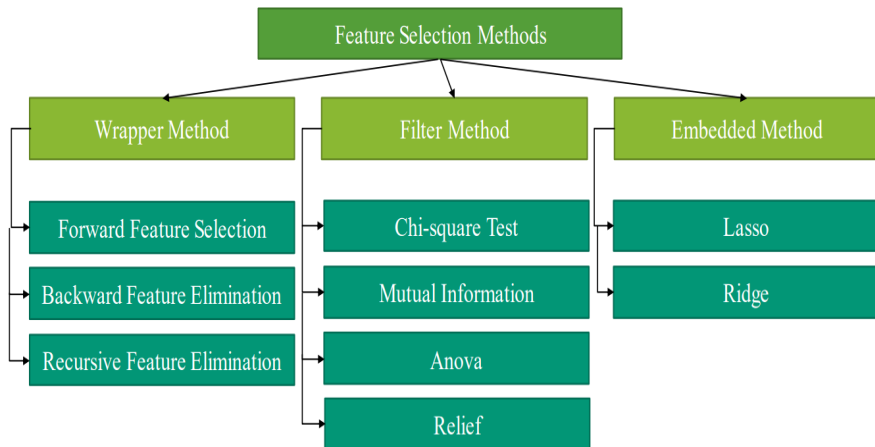 Feature Selection Methods
Wrapper Method
Filter Method
Embedded Method
Forward Feature Selection
Chi-square Test
Lasso
Backward Feature Elimination
Mutual Information
Ridge
Recursive Feature Elimination
Anova
Relief